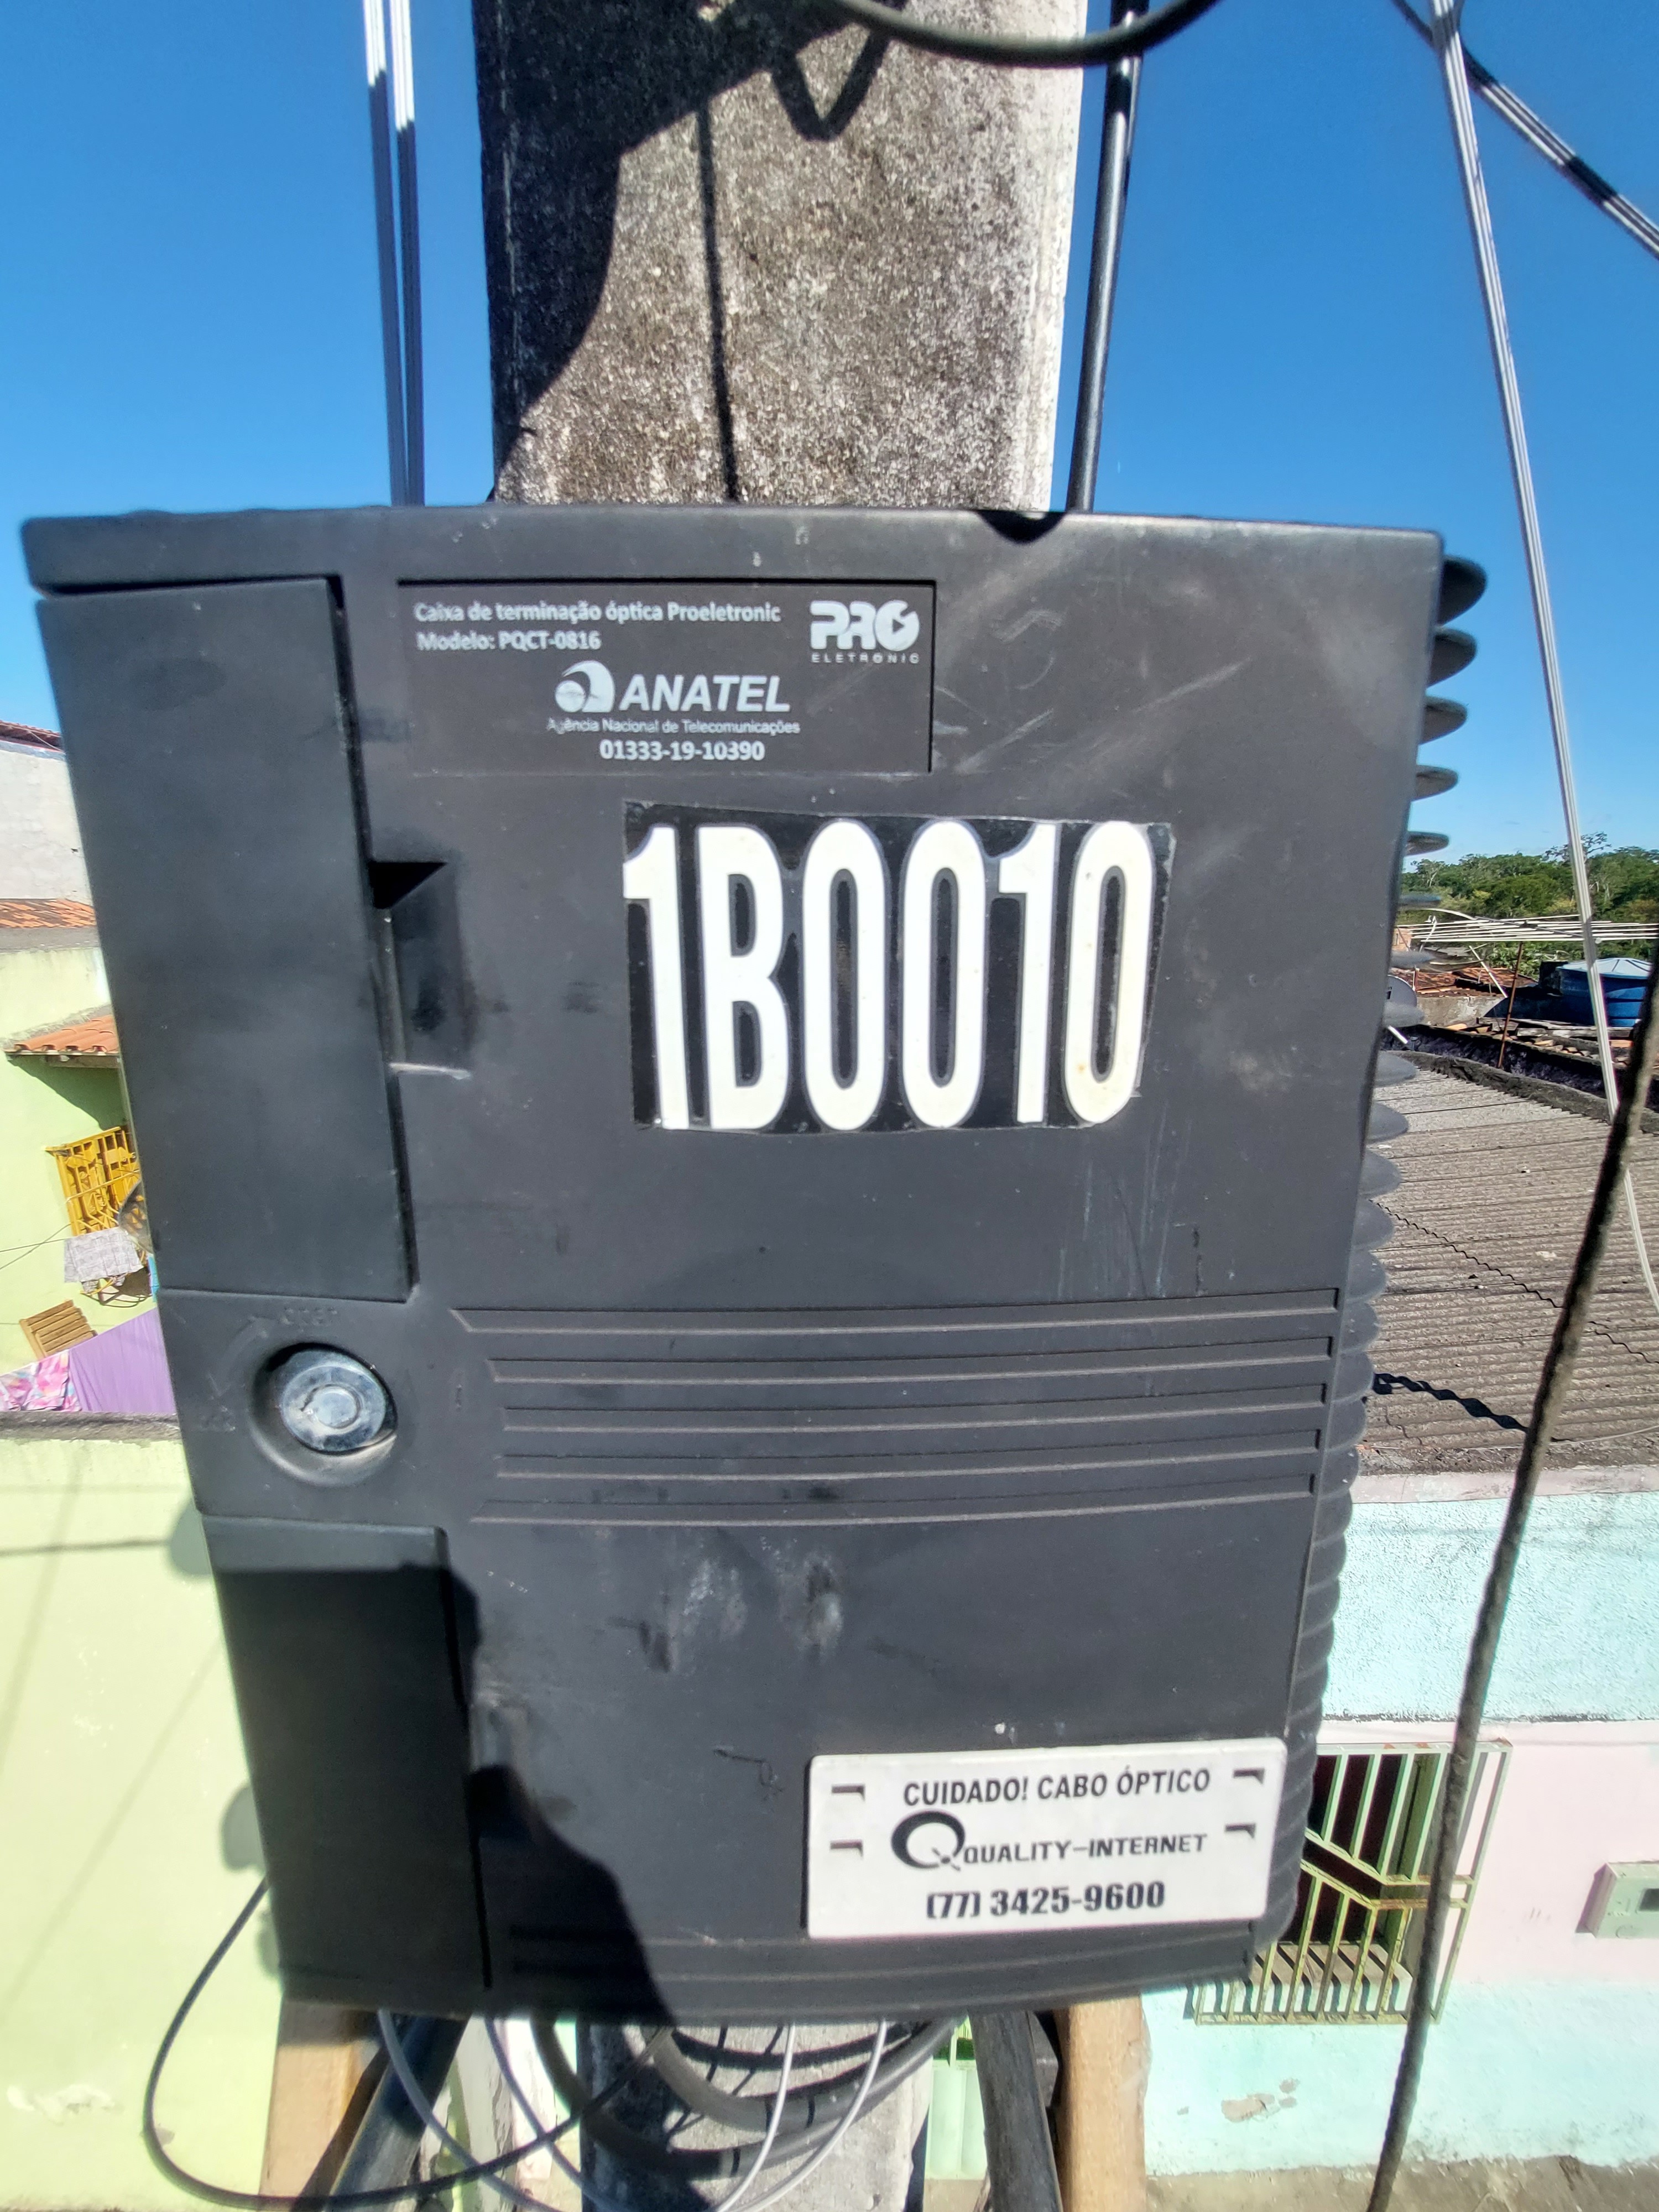 Caixa de terminação óptica Proeletronic
Modelo: PQCT-0816
PRO
ELETRONIC
ANATEL
Agência Nacional de Telecomunicações
01333-19-10390
1B0010
CUIDADO! CABO ÓPTICO
QUALITY-INTERNET
(77) 3425-9600